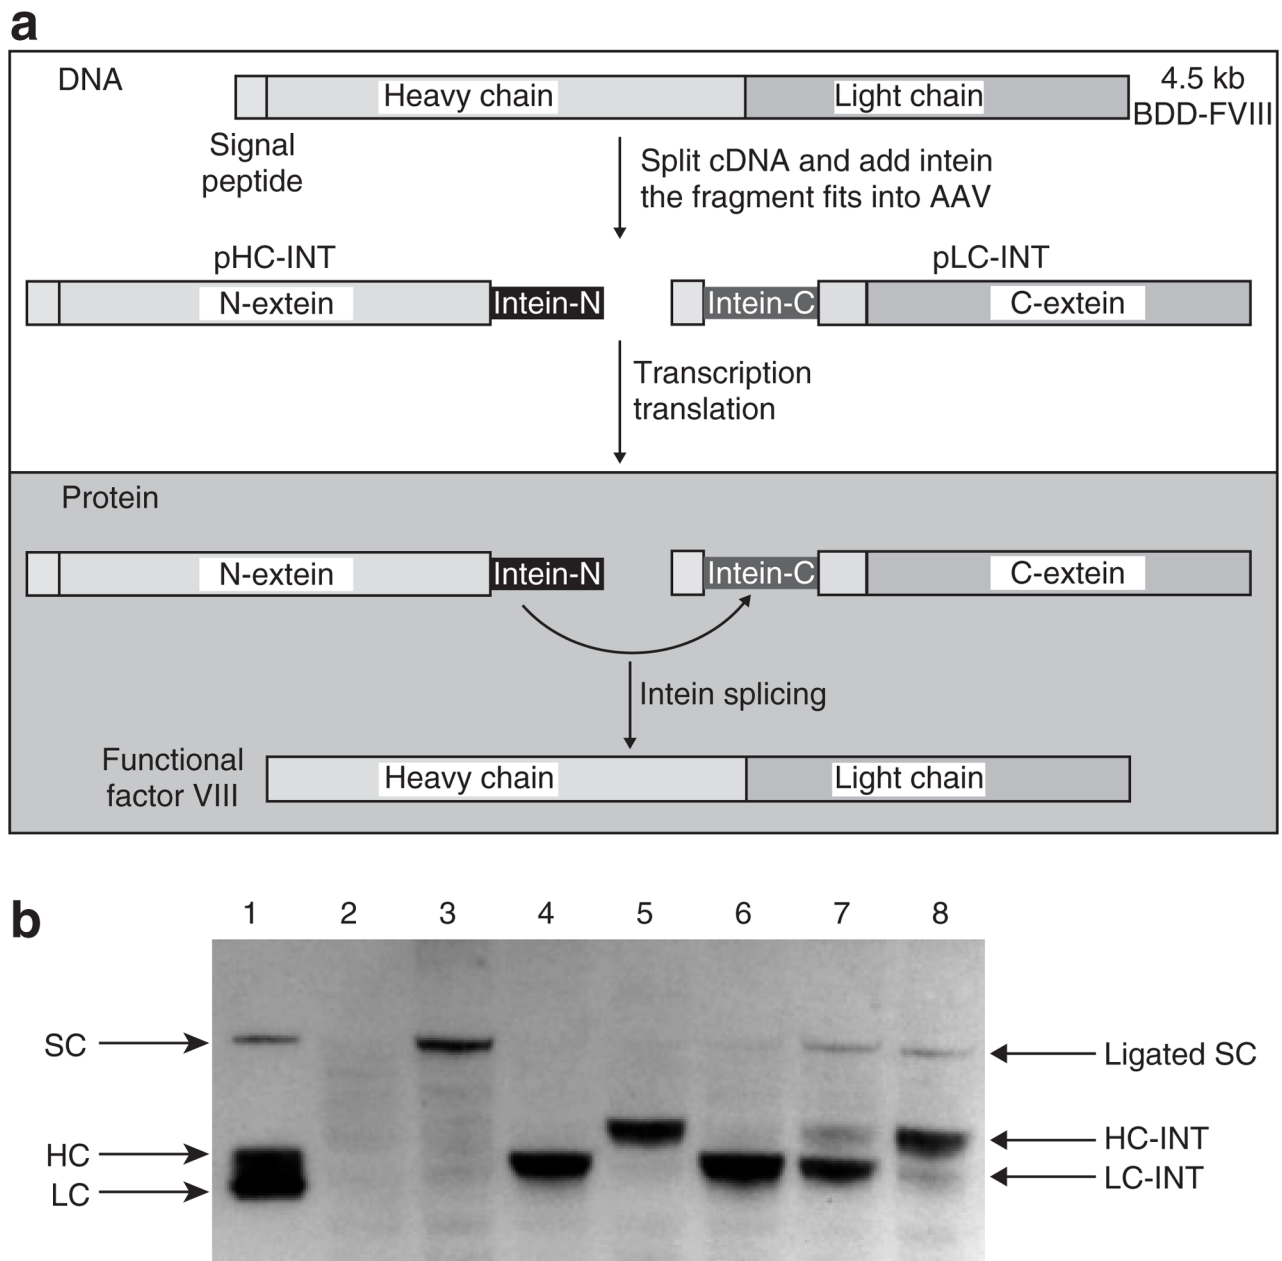 a
DNA
Heavy chain
Light chain
4.5 kb
BDD-FVIII
Signal
peptide
Split cDNA and add intein
the fragment fits into AAV
pHC-INT
pLC-INT
N-extein
Intein-N
Intein-C
C-extein
Transcription
translation
Protein
N-extein
Intein-N
Intein-C
C-extein
Intein splicing
Functional
factor VIII
Heavy chain
Light chain
b
1 2 3 4 5 6 7 8
SC
Ligated SC
HC
HC-INT
LC
LC-INT